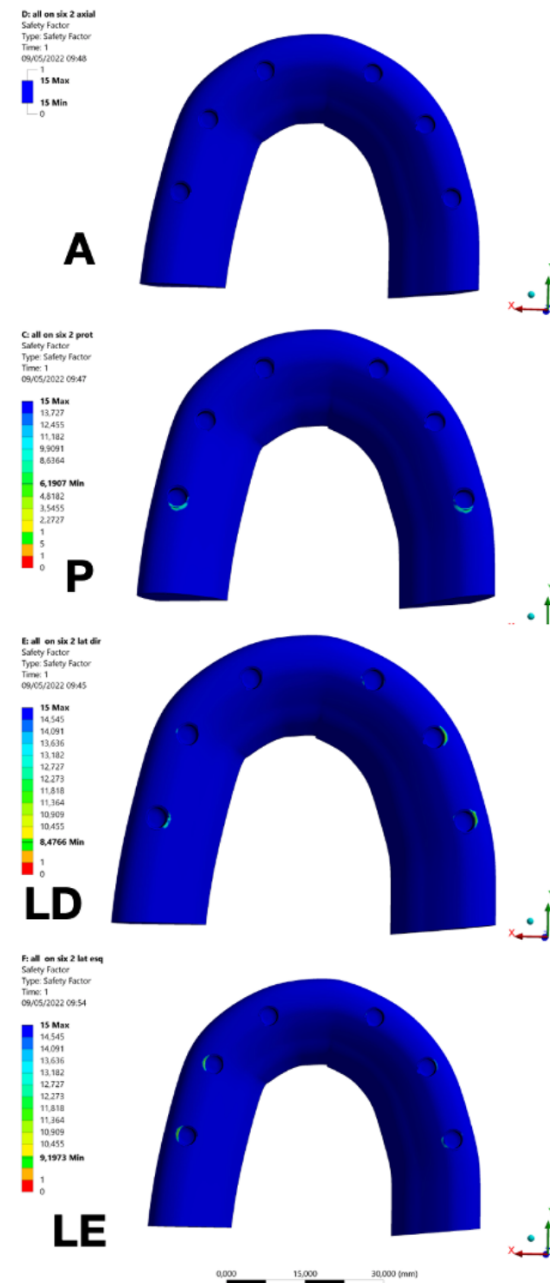 D: all on six 2 axial
Safety Factor
Type: Safety Factor
Time: 1
09/05/2022 09:48
1
15 Max
15 Min
0
A
X
C: all on six 2 prot
Safety Factor
Type: Safety Factor
Time: 1
09/05/2022 09:47
15 Max
13,727
12,455
11,182
9,9091
8,6364
6,1907 Min
4,8182
3,5455
2,2727
1
5
1
0
P
E: all on six 2 lat dir
Safety Factor
Type: Safety Factor
Time: 1
09/05/2022 09:45
15 Max
14,545
14,091
13,636
13,182
12,727
12,273
11,818
11,364
10,909
10,455
8,4766 Min
1
0
LD
X
F: all on six 2 lat esq
Safety Factor
Type: Safety Factor
Time: 1
09/05/2022 09:54
15 Max
14,545
14,091
13,636
13,182
12,727
12,273
11,818
11,364
10,909
10,455
9,1973 Min
1
0
LE
X
0,000 15,000 30,000 (mm)